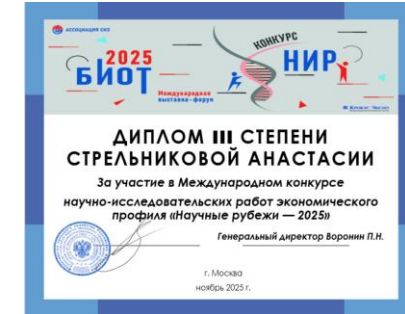 АССОЦИАЦИЯ СИЗ
2025
БИОТ
Международная
выставка-форум
КОНКУРС
НИР
ДИПЛОМ III СТЕПЕНИ
СТРЕЛЬНИКОВОЙ АНАСТАСИИ
За участие в Международном конкурсе
научно-исследовательских работ экономического
профиля «Научные рубежи — 2025»
Генеральный директор Воронин П.Н.
г. Москва
ноябрь 2025 г.